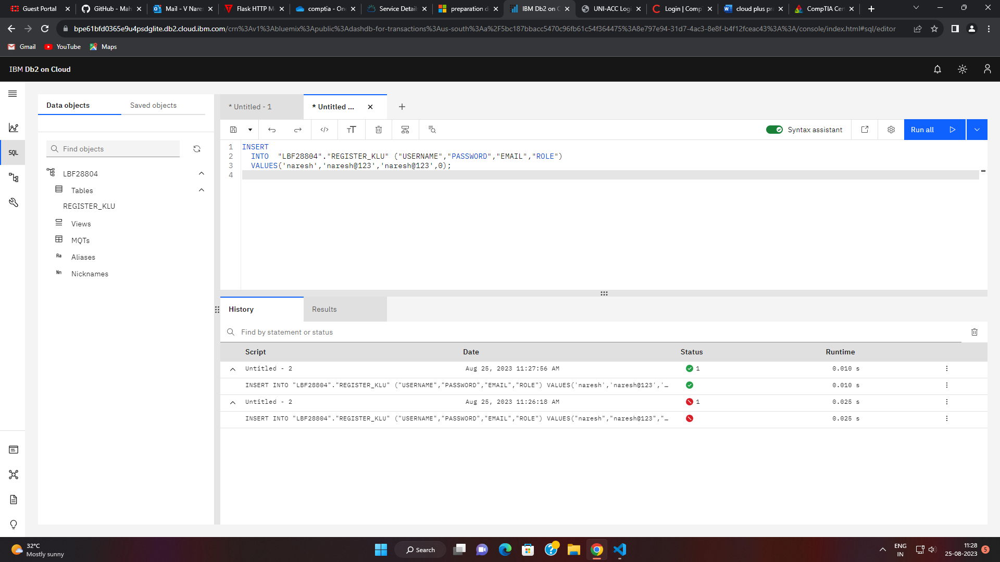 Guest Portal
GitHub - Mah
Mail - V Nares
Flask HTTP M
comptia - One
Service Detail
preparation d
IBM Db2 on C
UNI-ACC Logi
Login | Comp
cloud plus pra
CompTIA Cer
bpe61bfd0365e9u4psdglite.db2.cloud.ibm.com/crn%3Av1%3Abluemix%3Apublic%3Adashdb-for-transactions%3Aus-south%3Aa%2F5bc187bbacc5470c96fb61c54f364475%3A8e797e94-31d7-4ac3-8e8f-b4f12fceac43%3A%3A/console/index.html#sql/editor
Gmail
YouTube
Maps
IBM Db2 on Cloud
Data objects
Saved objects
* Untitled - 1
* Untitled ...
Syntax assistant
Run all
SQL
Find objects
LBF28804
Tables
REGISTER_KLU
Views
MQTs
Aa Aliases
Nn Nicknames
1 INSERT
2 INTO "LBF28804"."REGISTER_KLU" ("USERNAME","PASSWORD","EMAIL","ROLE")
3 VALUES('naresh','naresh@123','naresh@123',0);
4
History
Results
Find by statement or status
Script Date Status Runtime
Untitled - 2 Aug 25, 2023 11:27:56 AM 1 0.010 s
INSERT INTO "LBF28804"."REGISTER_KLU" ("USERNAME","PASSWORD","EMAIL","ROLE") VALUES('naresh','naresh@123','… 0.010 s
Untitled - 2 Aug 25, 2023 11:26:18 AM 1 0.025 s
INSERT INTO "LBF28804"."REGISTER_KLU" ("USERNAME","PASSWORD","EMAIL","ROLE") VALUES("naresh","naresh@123","… 0.025 s
32°C
Mostly sunny
Search
ENG
IN
11:28
25-08-2023
5